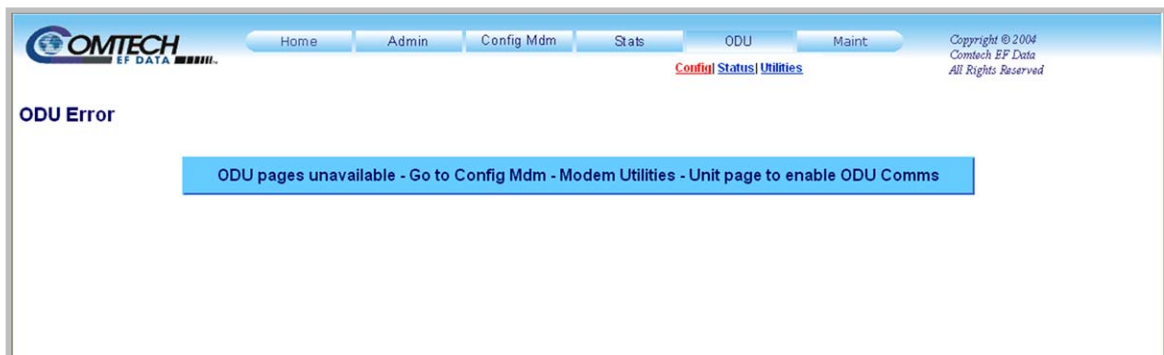 COMTECH
EF DATA
Home Admin Config Mdm Stats ODU Maint
Config| Status| Utilities
Copyright © 2004
Comtech EF Data
All Rights Reserved
ODU Error
ODU pages unavailable - Go to Config Mdm - Modem Utilities - Unit page to enable ODU Comms